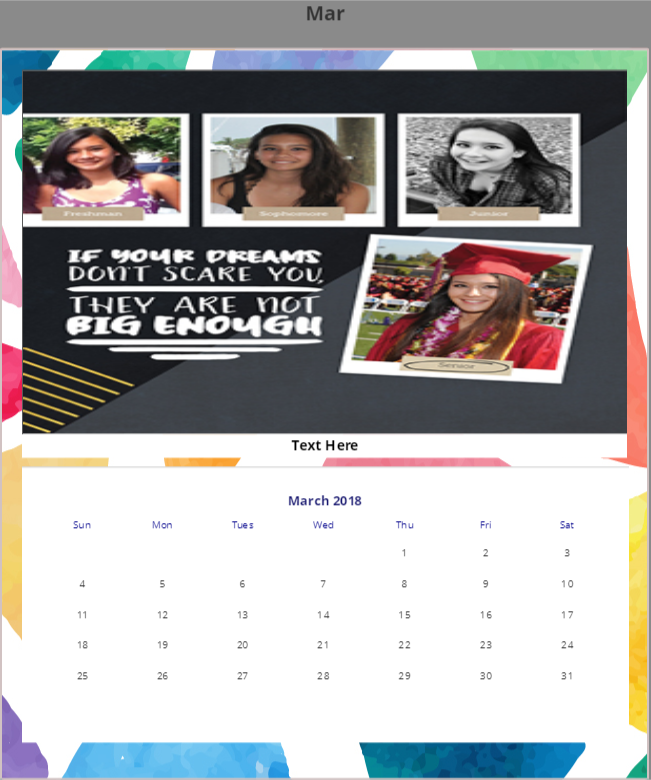 Mar
Freshman Sophomore Junior
IF YOUR DREAMS
DON'T SCARE YOU,
THEY ARE NOT
BIG ENOUGH
Senior
Text Here
March 2018
Sun Mon Tues Wed Thu Fri Sat
1 2 3
4 5 6 7 8 9 10
11 12 13 14 15 16 17
18 19 20 21 22 23 24
25 26 27 28 29 30 31